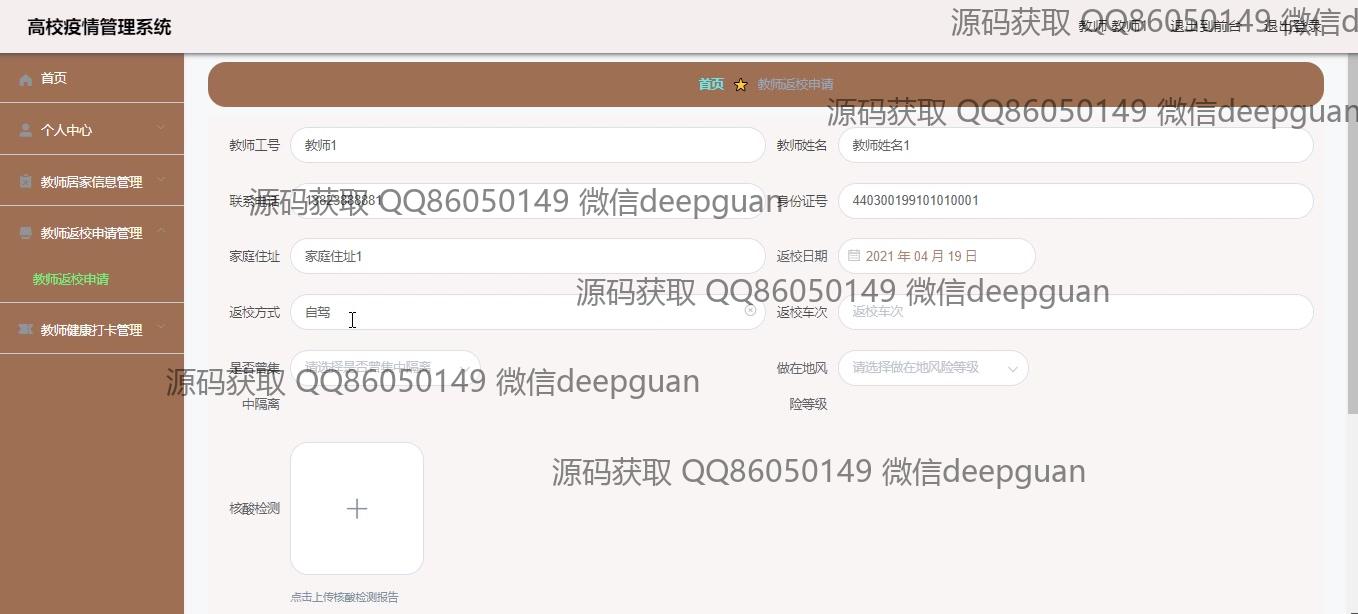 高校疫情管理系统
教师 教师1 退出到前台 退出登录
源码获取 QQ86050149 微信d
首页
个人中心
教师居家信息管理
教师返校申请管理
教师返校申请
教师健康打卡管理
首页 教师返校申请
源码获取 QQ86050149 微信deepguan
教师工号 教师1 教师姓名 教师姓名1
联系电话 13823888881 身份证号 440300199101010001
源码获取 QQ86050149 微信deepguan
家庭住址 家庭住址1 返校日期 2021 年 04 月 19 日
源码获取 QQ86050149 微信deepguan
返校方式 自驾 返校车次 返校车次
是否曾集中隔离 请选择是否曾集中隔离 做在地风险等级 请选择做在地风险等级
源码获取 QQ86050149 微信deepguan
源码获取 QQ86050149 微信deepguan
核酸检测
点击上传核酸检测报告